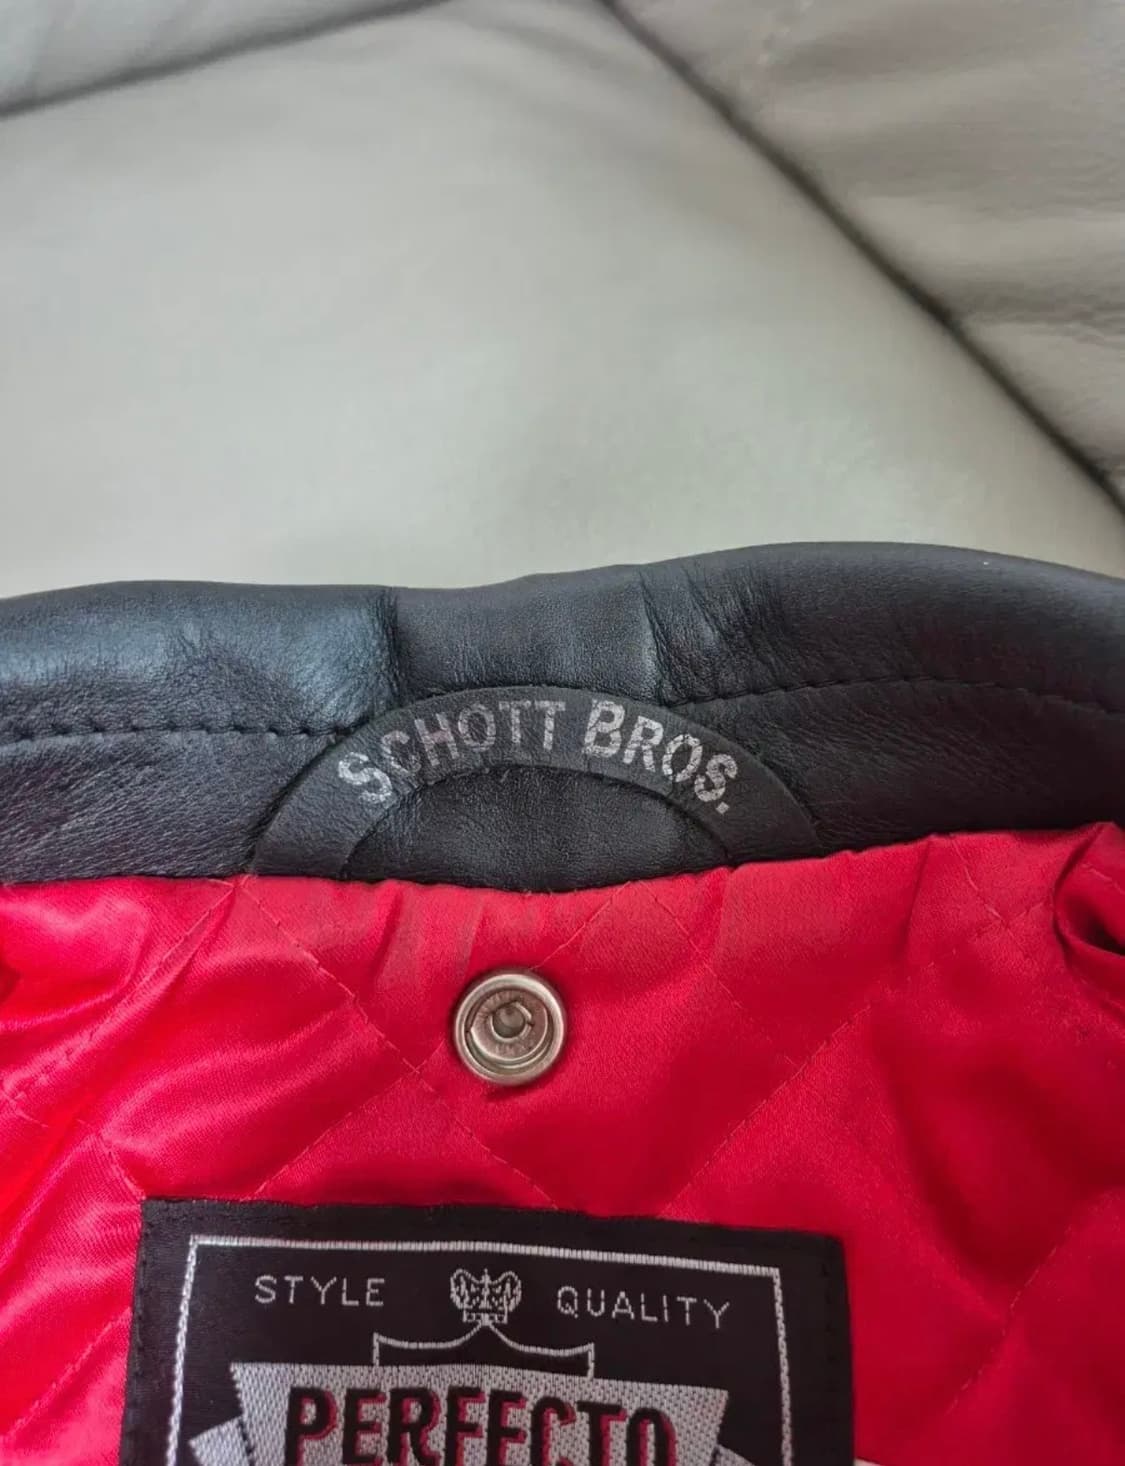 SCHOTT BROS.
STYLE QUALITY
PERFECTO